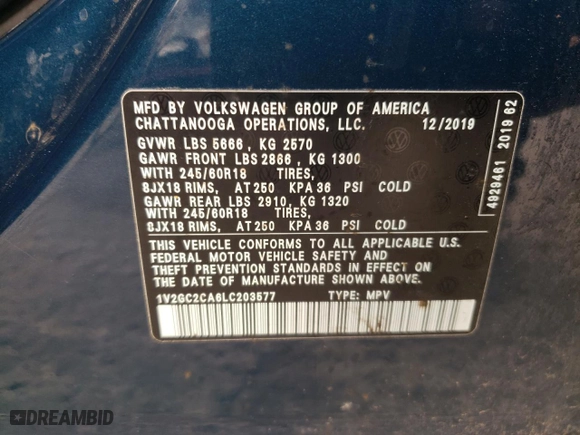 MFD BY VOLKSWAGEN GROUP OF AMERICA
CHATTANOOGA OPERATIONS, LLC. 12/2019
GVWR LBS 5666 , KG 2570
GAWR FRONT LBS 2866 , KG 1300
WITH 245/60R18 TIRES,
8JX18 RIMS, AT 250 KPA 36 PSI COLD
GAWR REAR LBS 2910, KG 1320
WITH 245/60R18 TIRES,
8JX18 RIMS, AT 250 KPA 36 PSI COLD
THIS VEHICLE CONFORMS TO ALL APPLICABLE U.S.
FEDERAL MOTOR VEHICLE SAFETY AND
THEFT PREVENTION STANDARDS IN EFFECT ON
THE DATE OF MANUFACTURE SHOWN ABOVE.
1V2GC2CA6LC203577 TYPE: MPV
4929461 2019 62
DREAMBID